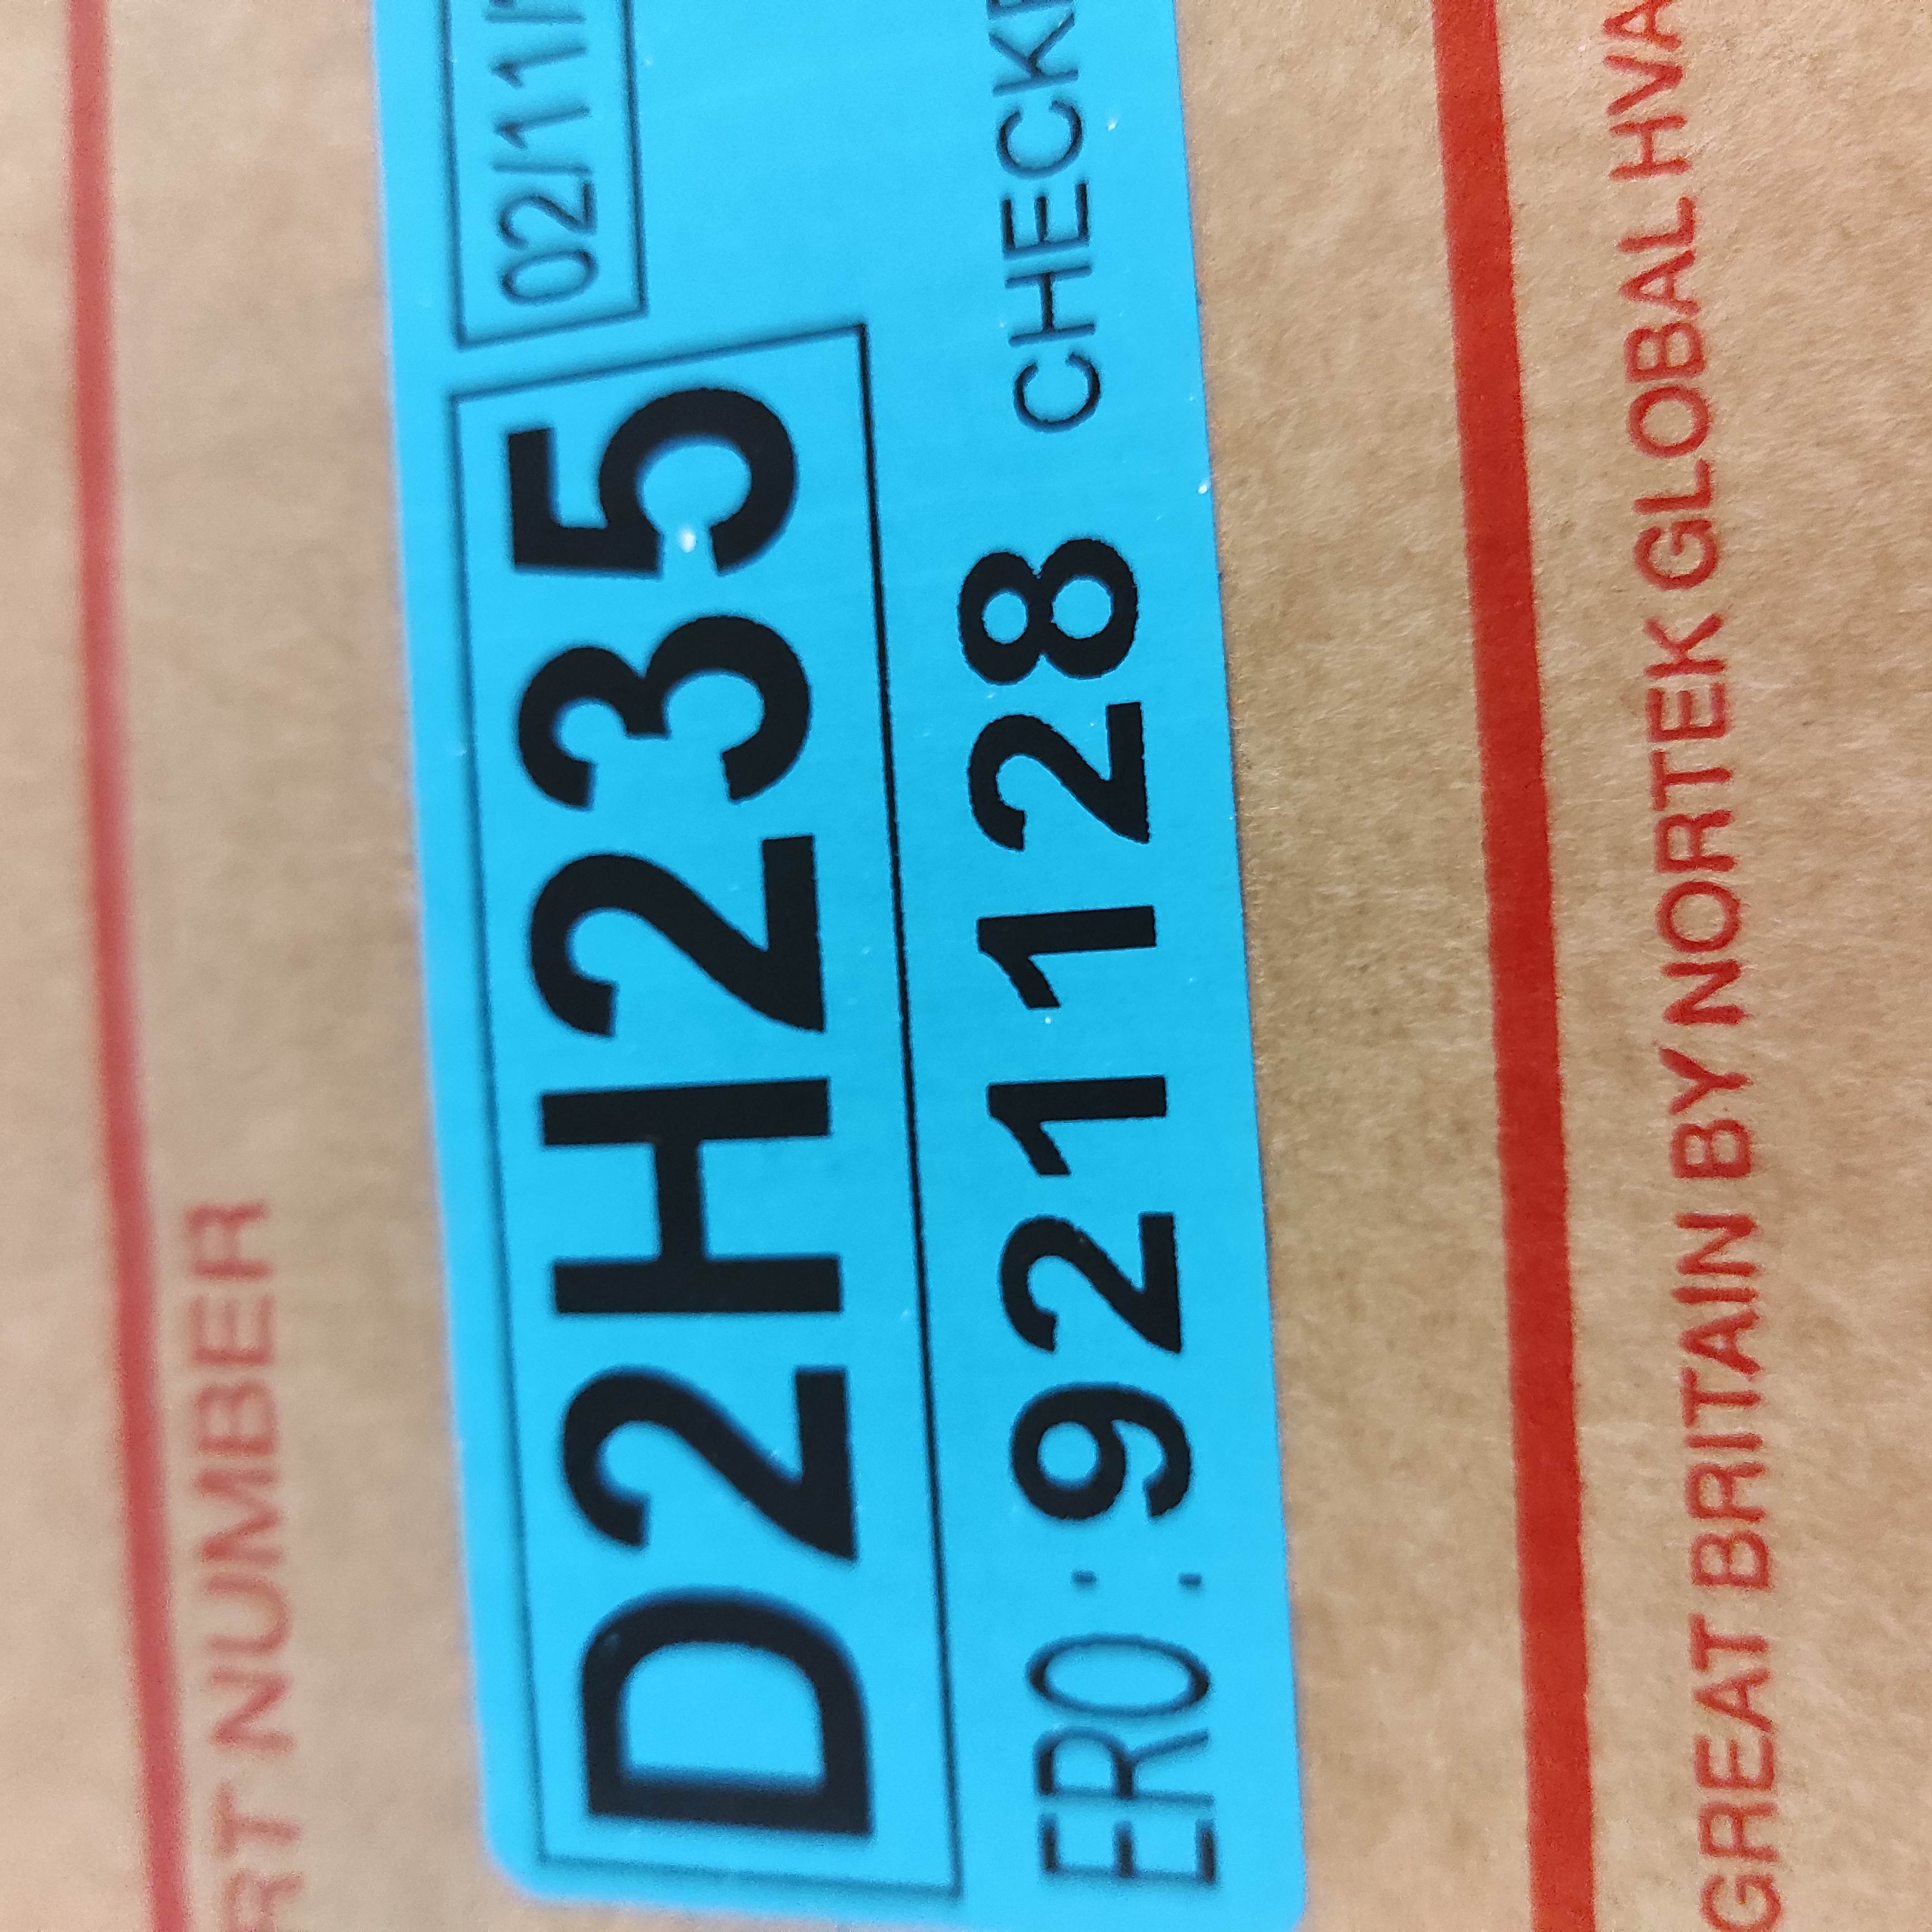 RT NUMBER
D2H235
02/11/
ERO: 921128 CHECK
GREAT BRITAIN BY NORTEK GLOBAL HVA